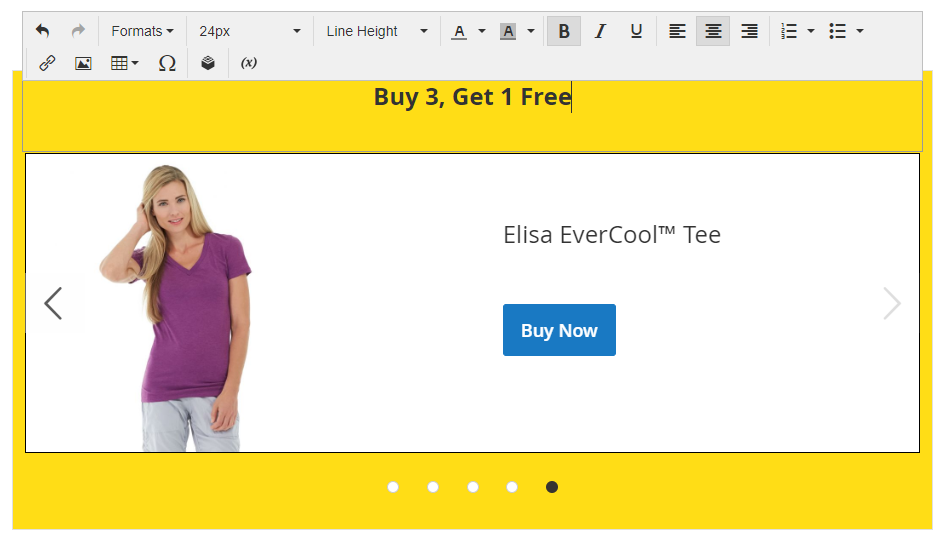 Formats 24px Line Height A A B I U
Ω (x)
Buy 3, Get 1 Free
Elisa EverCool™ Tee
Buy Now